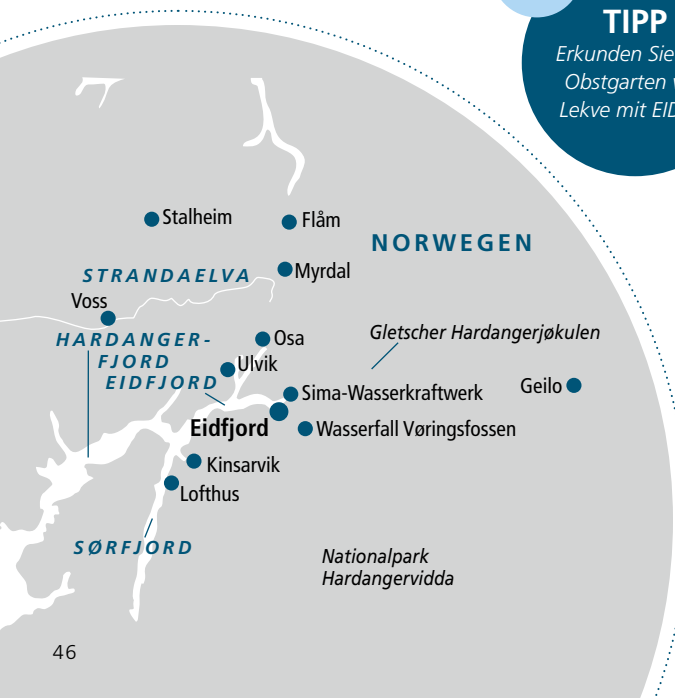 TIPP
Erkunden Sie
Obstgarten
Lekve mit
Stalheim
Flåm
NORWEGEN
STRANDAELVA
Myrdal
Voss
HARDANGER-
FJORD
Osa
Gletscher Hardangerjøkulen
Ulvik
EIDFJORD
Sima-Wasserkraftwerk
Geilo
Eidfjord
Wasserfall Vøringsfossen
Kinsarvik
Lofthus
SØRFJORD
Nationalpark
Hardangervidda
46